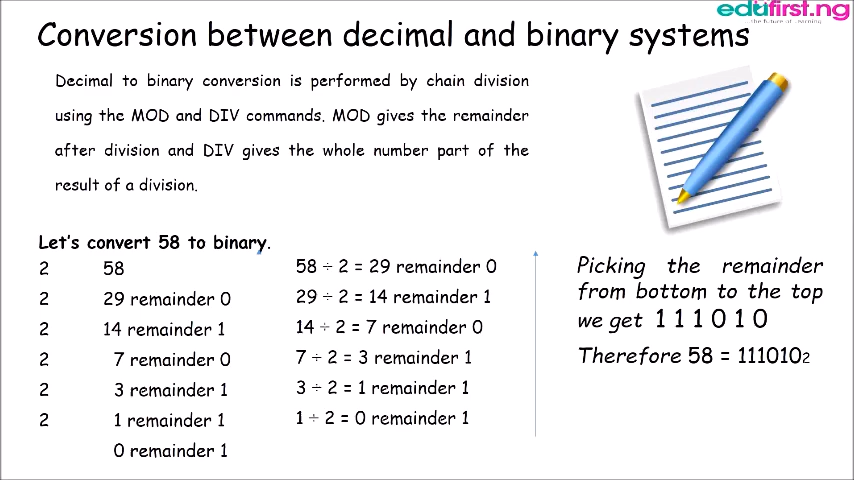 edufirst.ng
the future of learning
Conversion between decimal and binary systems
Decimal to binary conversion is performed by chain division
using the MOD and DIV commands. MOD gives the remainder
after division and DIV gives the whole number part of the
result of a division.
Let's convert 58 to binary.
2 58
2 29 remainder 0
2 14 remainder 1
2 7 remainder 0
2 3 remainder 1
2 1 remainder 1
0 remainder 1
58 ÷ 2 = 29 remainder 0
29 ÷ 2 = 14 remainder 1
14 ÷ 2 = 7 remainder 0
7 ÷ 2 = 3 remainder 1
3 ÷ 2 = 1 remainder 1
1 ÷ 2 = 0 remainder 1
Picking the remainder
from bottom to the top
we get 1 1 1 0 1 0
Therefore 58 = 111010₂